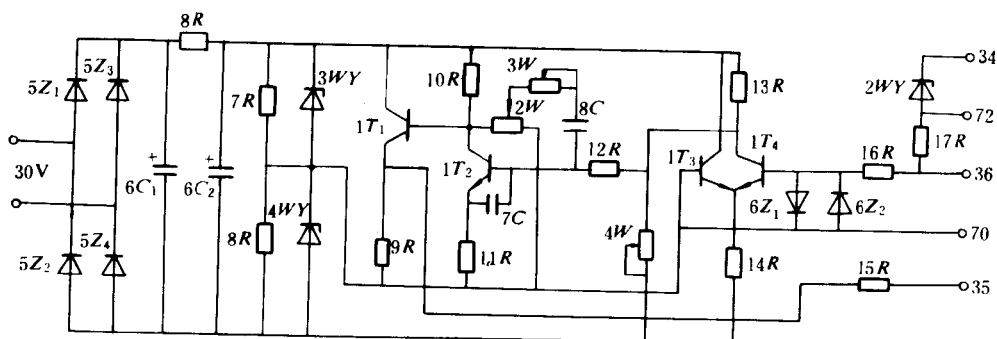 8R
34
5Z₁
5Z₃
3WY
10R
3W
2WY
13R
7R
2W
8C
72
1T₁
1T₂
12R
1T₃
1T₄
16R
17R
36
30V
+
6C₁
+
6C₂
4WY
7C
6Z₁
6Z₂
70
4W
5Z₂
5Z₄
8R
9R
11R
14R
15R
35